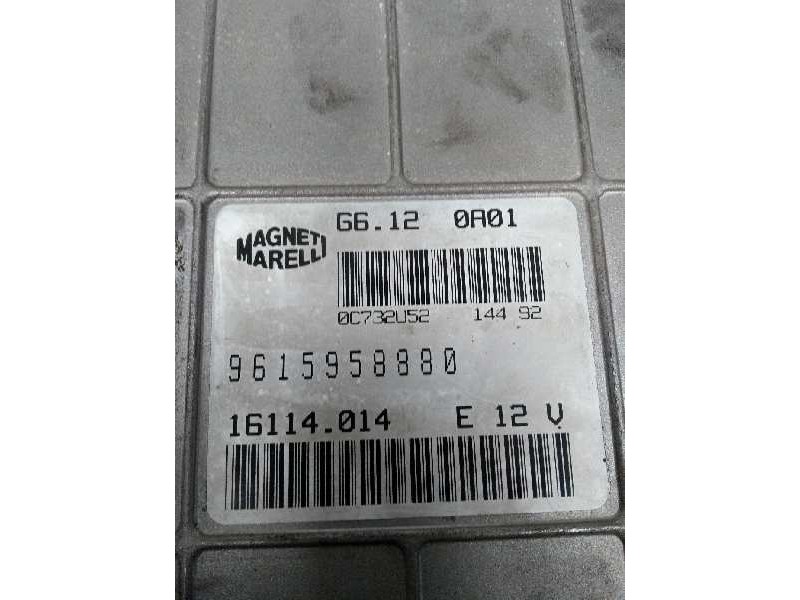 MAGNETI
MARELLI
G6.12 0A01
0C732U52 144 92
9615958880
16114.014 E 12 V